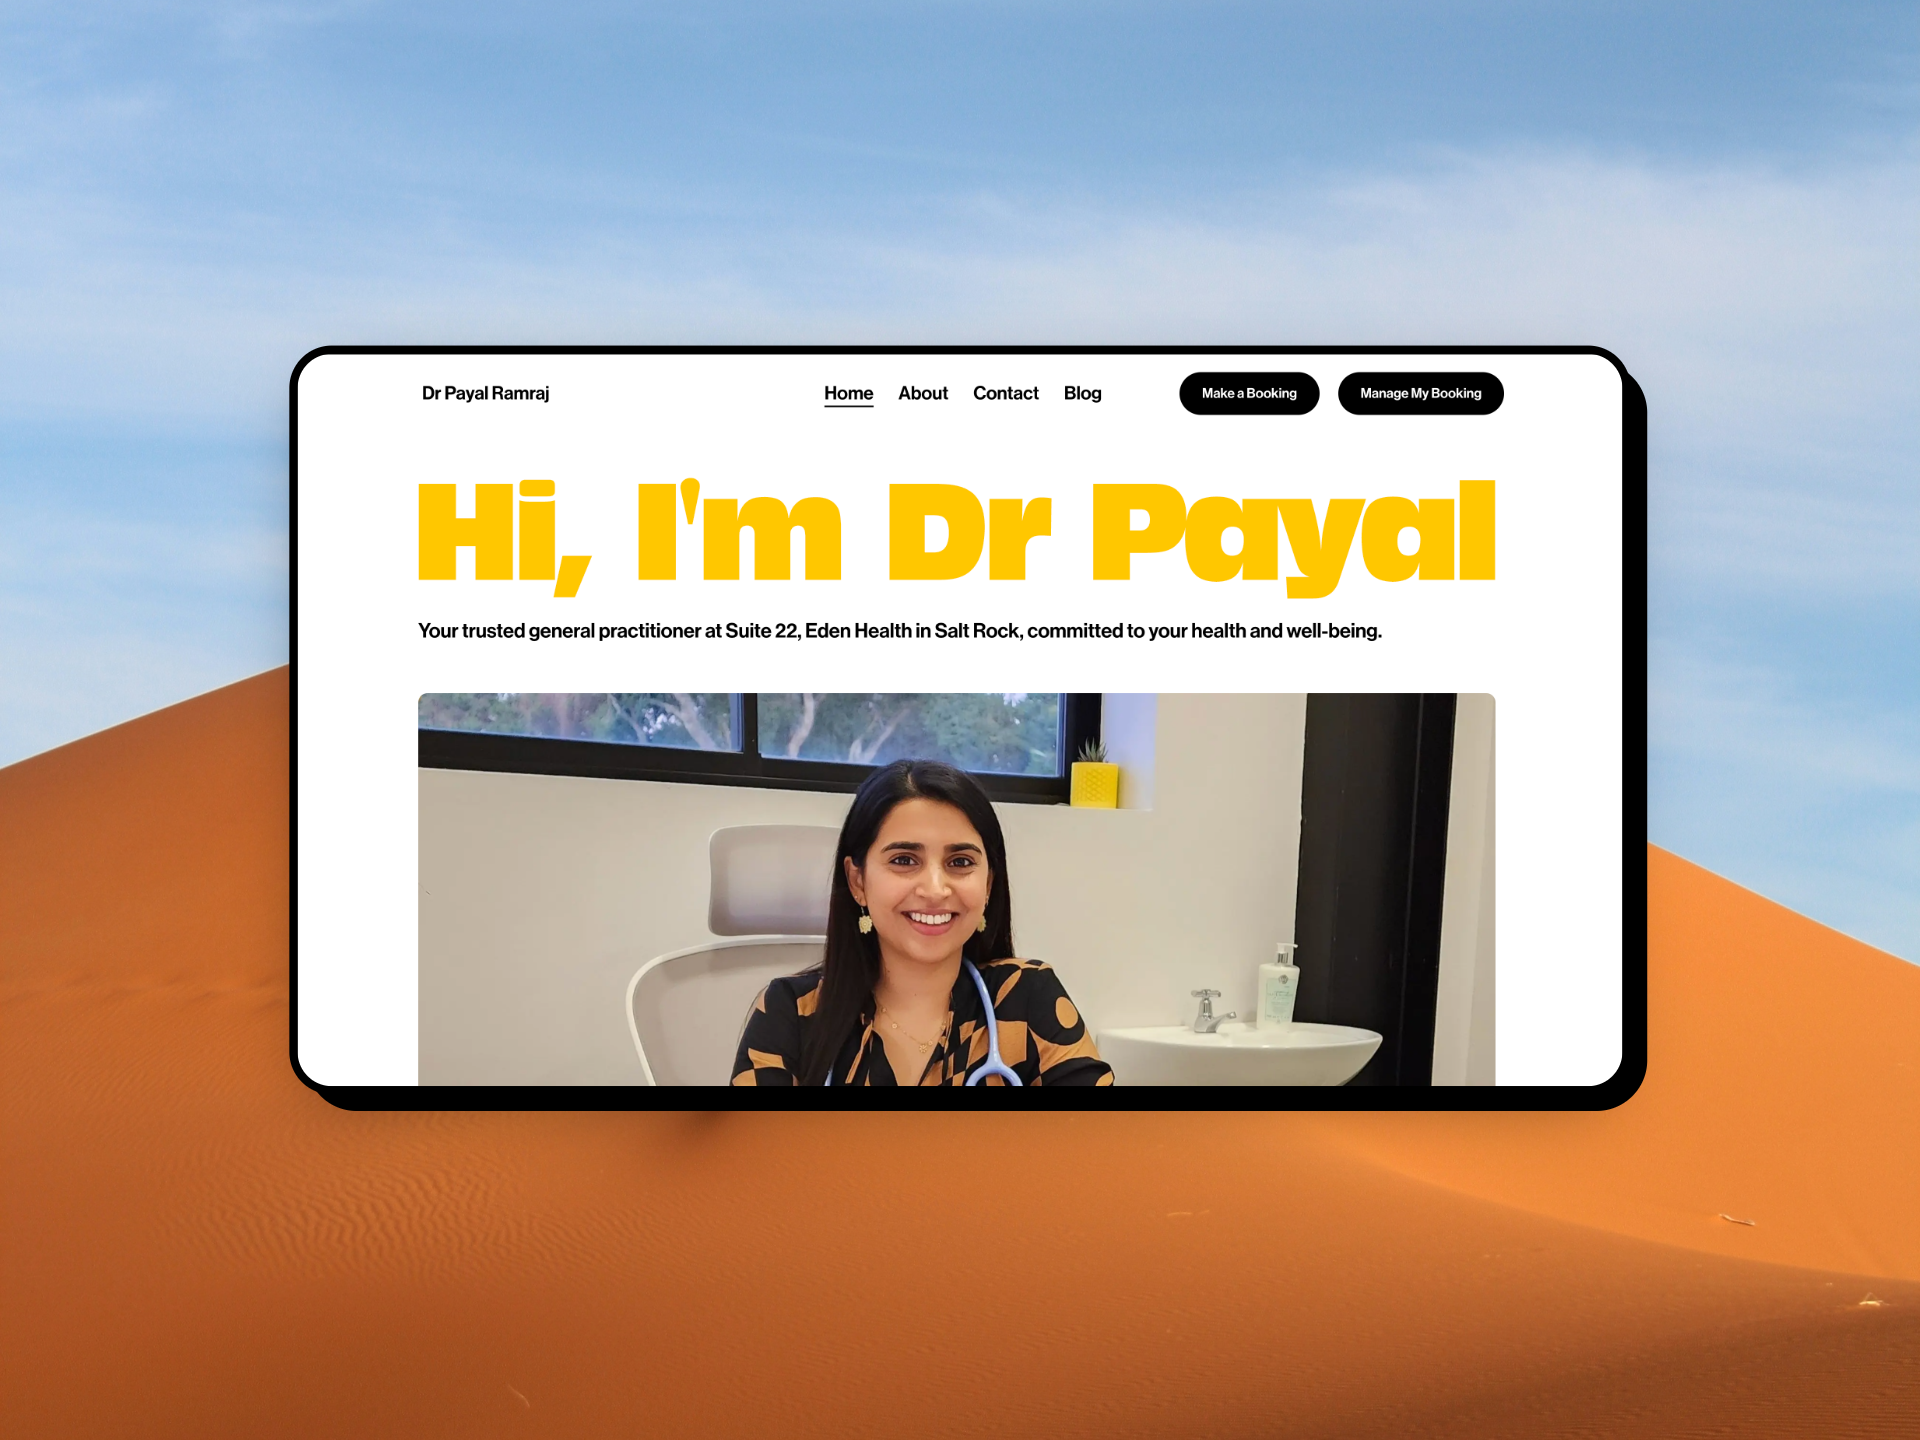 Dr Payal Ramraj
Home About Contact Blog
Make a Booking Manage My Booking
Hi, I'm Dr Payal
Your trusted general practitioner at Suite 22, Eden Health in Salt Rock, committed to your health and well-being.